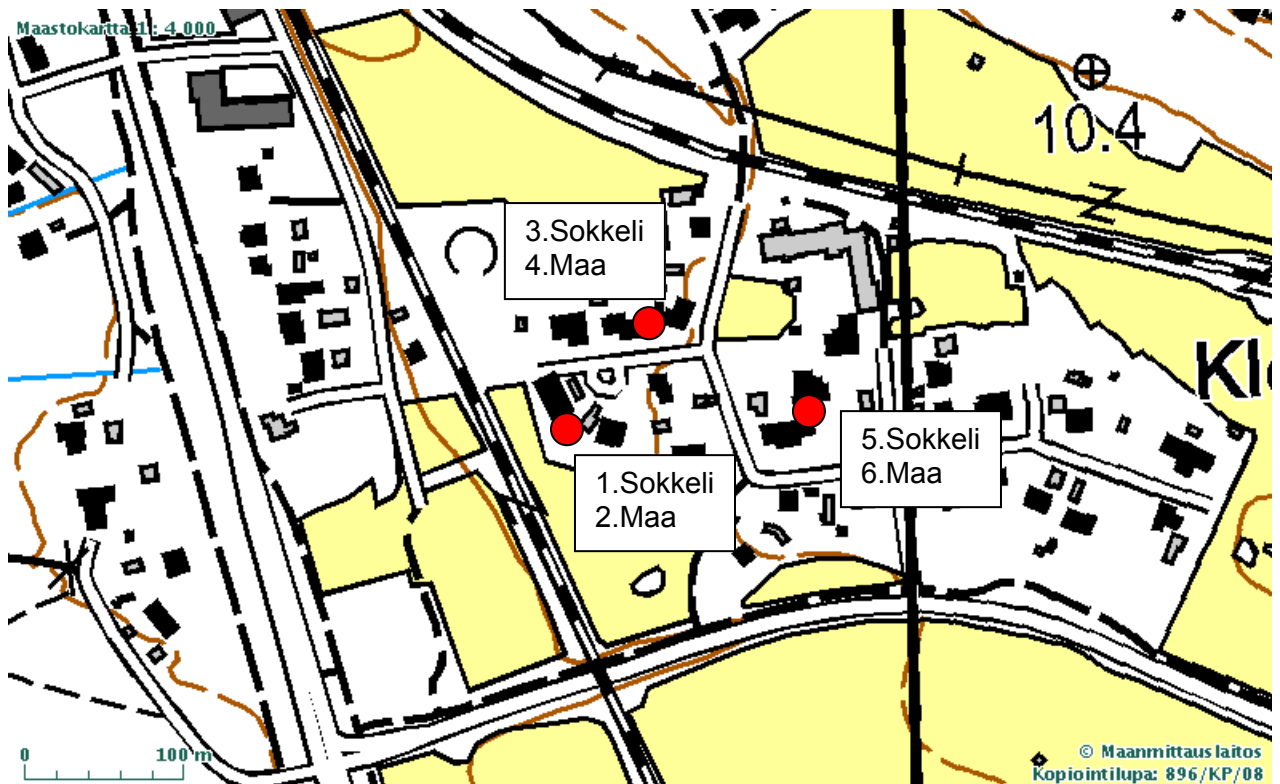 Maastokartta 1 : 4 000
10.4
3.Sokkeli
4.Maa
5.Sokkeli
6.Maa
1.Sokkeli
2.Maa
0 100 m
© Maanmittauslaitos
Kopiointilupa: 896/KP/08